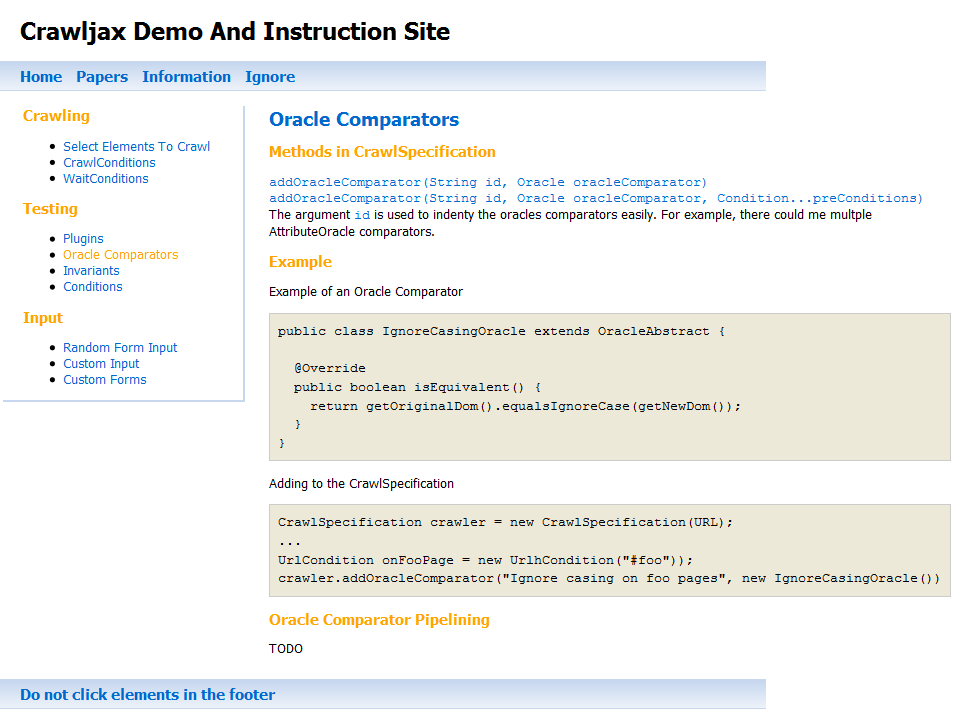 Crawljax Demo And Instruction Site
Home Papers Information Ignore
Crawling
Select Elements To Crawl
CrawlConditions
WaitConditions
Testing
Plugins
Oracle Comparators
Invariants
Conditions
Input
Random Form Input
Custom Input
Custom Forms
Oracle Comparators
Methods in CrawlSpecification
addOracleComparator(String id, Oracle oracleComparator)
addOracleComparator(String id, Oracle oracleComparator, Condition...preConditions)
The argument id is used to indenty the oracles comparators easily. For example, there could me multple
AttributeOracle comparators.
Example
Example of an Oracle Comparator
public class IgnoreCasingOracle extends OracleAbstract {
@Override
public boolean isEquivalent() {
return getOriginalDom().equalsIgnoreCase(getNewDom());
}
}
Adding to the CrawlSpecification
CrawlSpecification crawler = new CrawlSpecification(URL);
...
UrlCondition onFooPage = new UrlhCondition("#foo"));
crawler.addOracleComparator("Ignore casing on foo pages", new IgnoreCasingOracle())
Oracle Comparator Pipelining
TODO
Do not click elements in the footer